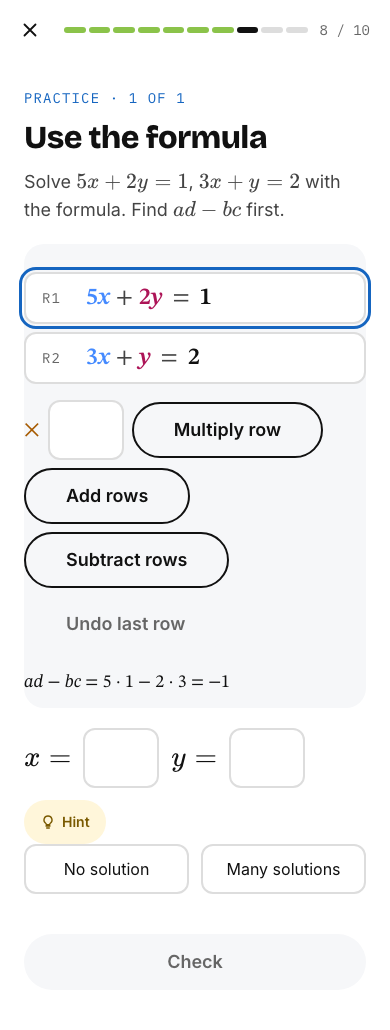 8 / 10
PRACTICE · 1 OF 1
Use the formula
Solve 5x + 2y = 1, 3x + y = 2 with
the formula. Find ad − bc first.
R1 5x + 2y = 1
R2 3x + y = 2
× Multiply row
Add rows
Subtract rows
Undo last row
ad − bc = 5 · 1 − 2 · 3 = −1
x = y =
Hint
No solution Many solutions
Check